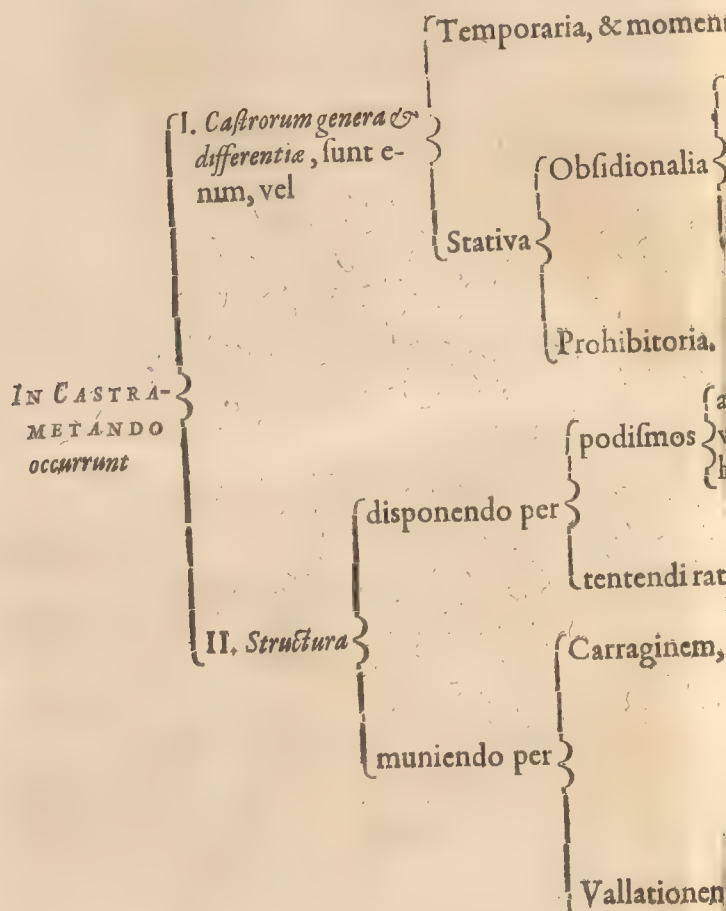 Temporaria, & momen
I. Caſtrorum genera &
differentiæ, ſunt e-
nim, vel
Obſidionalia
Stativa
Prohibitoria.
IN CASTRA-
METÁNDO
occurrunt
podiſmos
a
v
h
diſponendo per
tentendi rat
II. Structura
Carraginem,
muniendo per
Vallationem